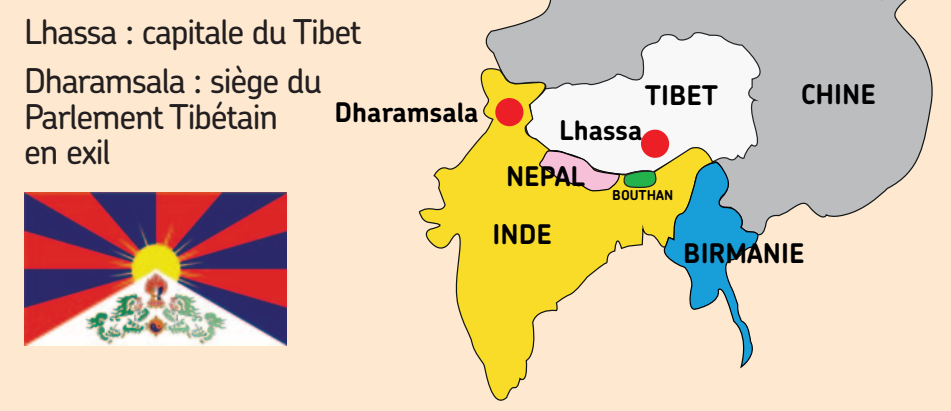 Lhassa : capitale du Tibet
Dharamsala : siège du
Parlement Tibétain
en exil
Dharamsala
TIBET
CHINE
Lhassa
NEPAL
BOUTHAN
INDE
BIRMANIE